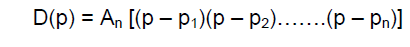 D(p) = Aₙ [(p – p₁)(p – p₂)…….(p – pₙ)]